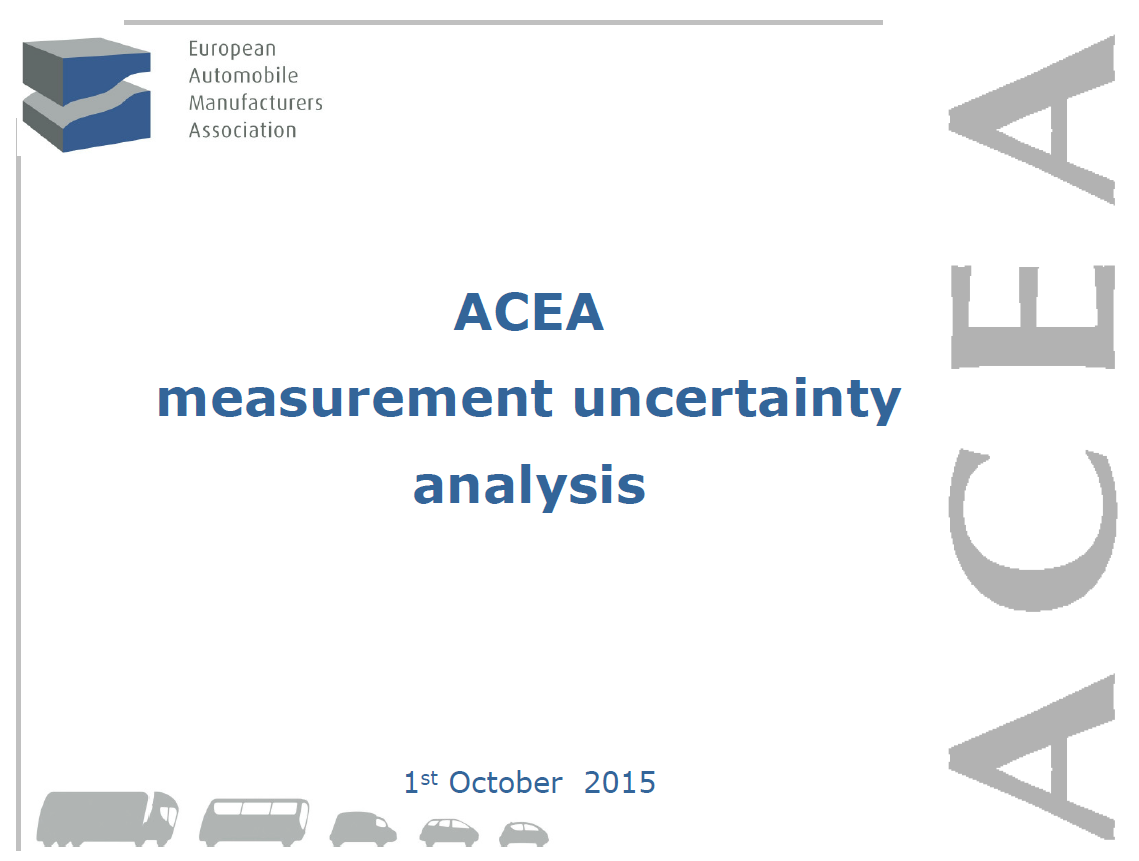 European
Automobile
Manufacturers
Association
ACEA
measurement uncertainty
analysis
1st October 2015
ACEA